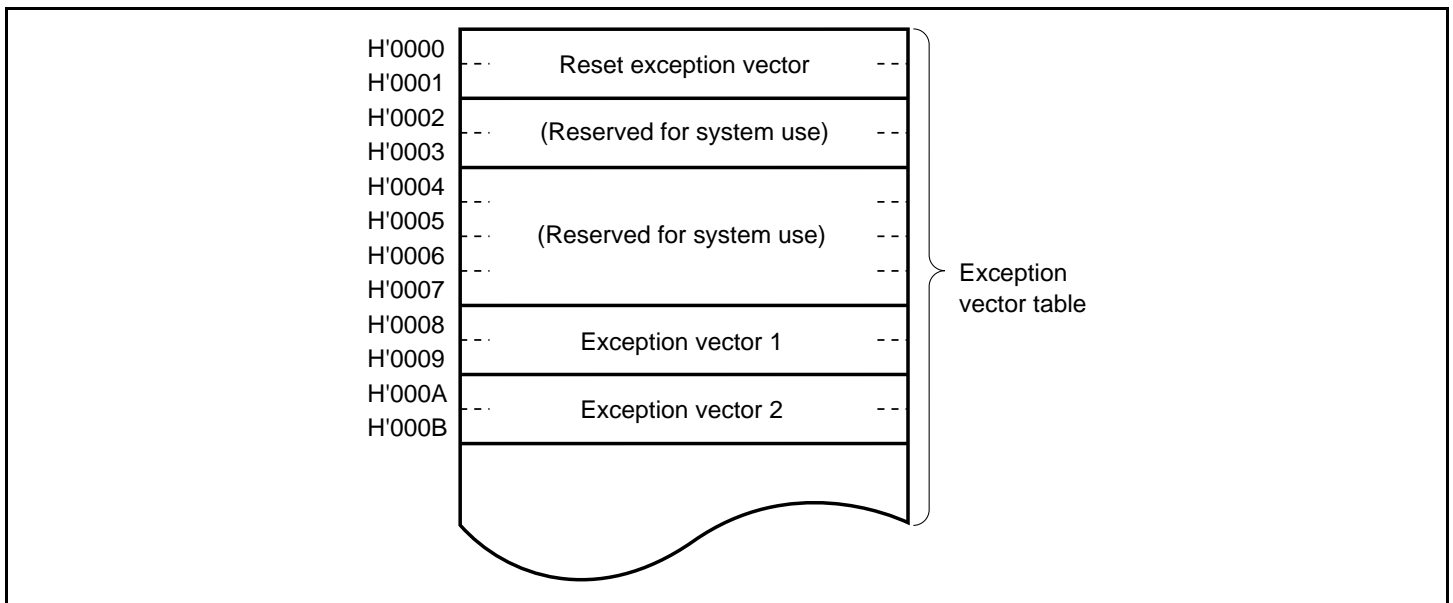 H'0000
Reset exception vector
H'0001
H'0002
(Reserved for system use)
H'0003
H'0004
H'0005
(Reserved for system use)
H'0006
H'0007
H'0008
Exception vector 1
H'0009
H'000A
Exception vector 2
H'000B
Exception
vector table